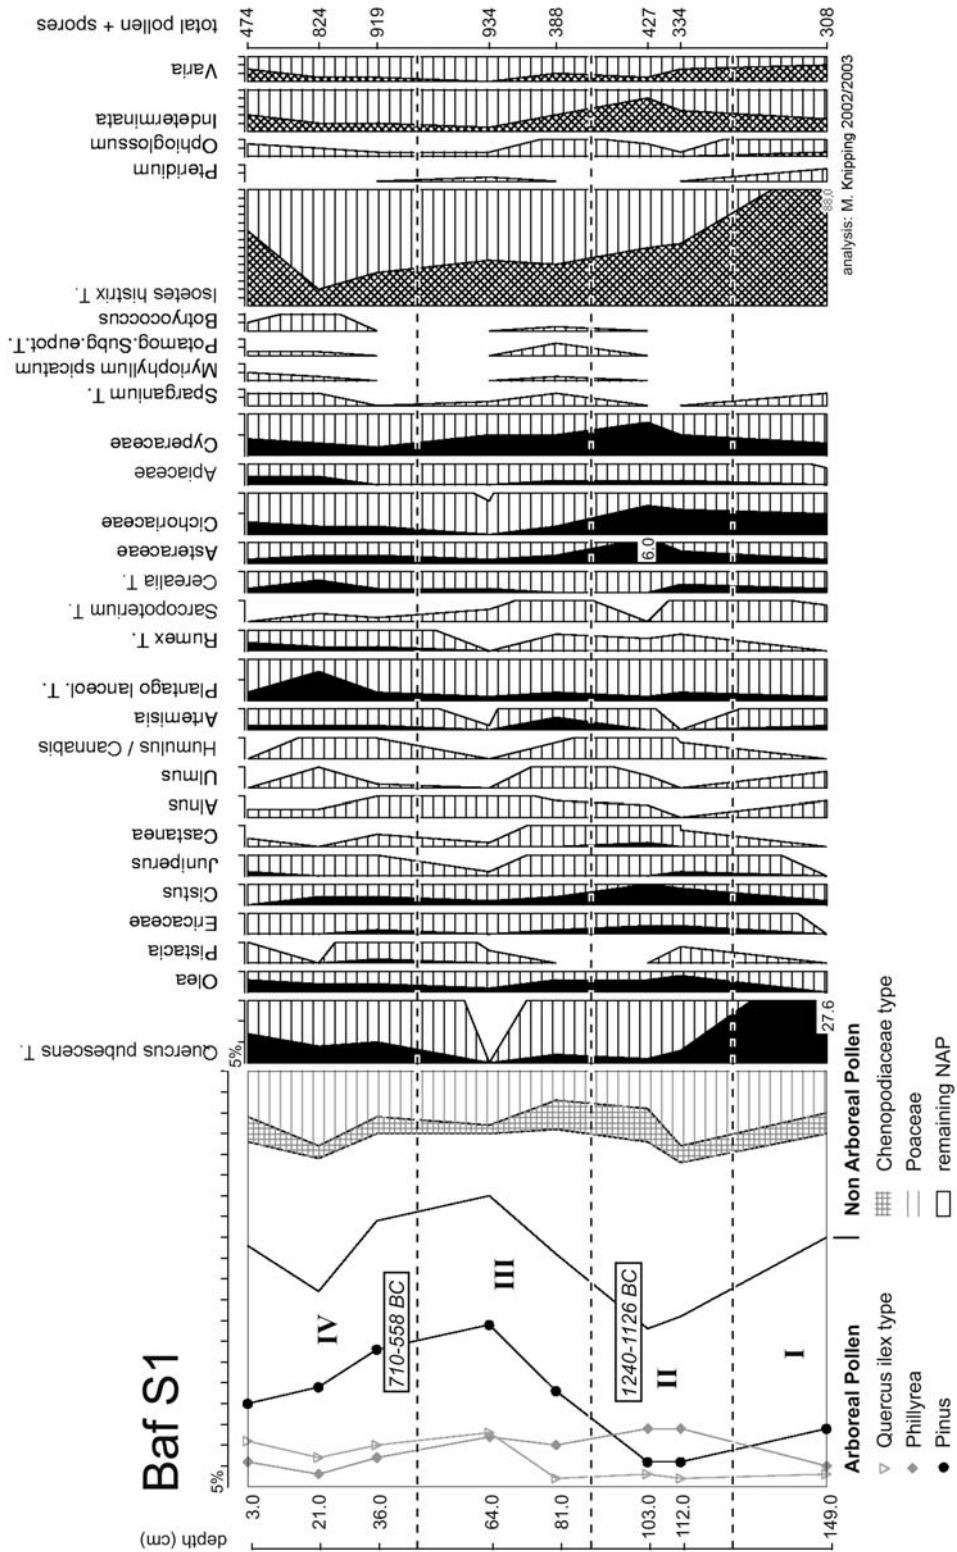 Baf S1
depth (cm)
5%
5%
Quercus pubescens T.
Olea
Pistacia
Ericaceae
Cistus
Juniperus
Castanea
Alnus
Ulmus
Humulus / Cannabis
Artemisia
Plantago lanceol. T.
Rumex T.
Sarcopoterium T.
Cerealia T.
Asteraceae
Cichoriaceae
Apiaceae
Cyperaceae
Sparganium T.
Myriophyllum spicatum
Potamog.Subg.eupot.T.
Botryococcus
Isoetes histrix T.
Pteridium
Ophioglossum
Indeterminata
Varia
total pollen + spores
3.0
474
21.0
824
IV
36.0
919
710-558 BC
64.0
934
III
81.0
388
1240-1126 BC
103.0
6.0
427
II
112.0
334
I
149.0
27.6
88.0
308
Arboreal Pollen
Non Arboreal Pollen
analysis: M. Knipping 2002/2003
Quercus ilex type
Chenopodiaceae type
Phillyrea
Poaceae
Pinus
remaining NAP